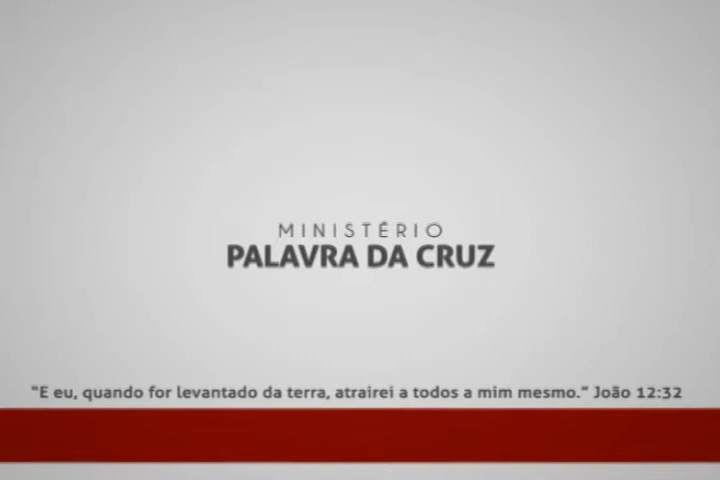 MINISTÉRIO
PALAVRA DA CRUZ
"E eu, quando for levantado da terra, atrairei a todos a mim mesmo." João 12:32